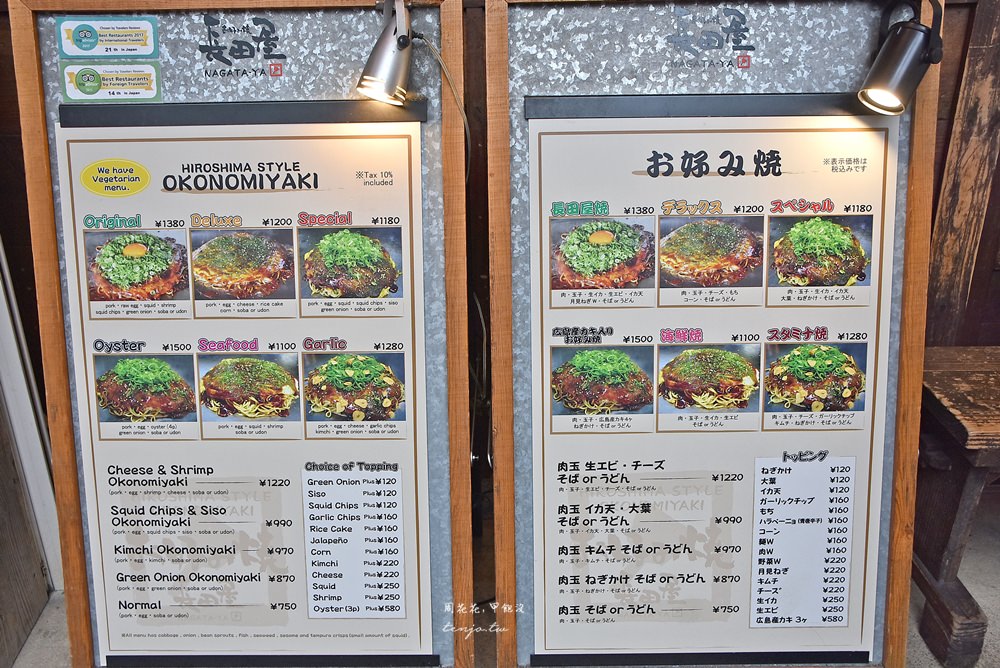 Chosen by Travelers Reviews
Best Restaurants 2017
by International Travelers
21 th in Japan
Chosen by Travelers Reviews
Best Restaurants
by Foreign Travelers
14 th in Japan
お好み焼
長田屋
NAGATA-YA
We have
Vegetarian
menu.
HIROSHIMA STYLE
OKONOMIYAKI
※Tax 10%
included
Original ¥1380
Deluxe ¥1200
Special ¥1180
pork・raw egg・squid・shrimp
squid chips・green onion・soba or udon
pork・egg・cheese・rice cake
corn・soba or udon
pork・egg・squid・squid chips・siso
green onion・soba or udon
Oyster ¥1500
Seafood ¥1100
Garlic ¥1280
pork・egg・oyster (4p)
green onion・soba or udon
pork・egg・squid・shrimp
soba or udon
pork・egg・cheese・garlic chips
kimchi・green onion・soba or udon
Cheese & Shrimp
Okonomiyaki ¥1220
(pork・egg・shrimp・cheese・soba or udon)
Squid Chips & Siso
Okonomiyaki ¥990
(pork・egg・squid chips・siso・soba or udon)
Kimchi Okonomiyaki ¥970
(pork・egg・kimchi・soba or udon)
Green Onion Okonomiyaki ¥870
(pork・egg・green onion・soba or udon)
Normal ¥750
(pork・egg・soba or udon)
Choice of Topping
Green Onion Plus¥120
Siso Plus¥120
Squid Chips Plus¥120
Garlic Chips Plus¥160
Rice Cake Plus¥160
Jalapeño Plus¥160
Corn Plus¥160
Kimchi Plus¥220
Cheese Plus¥220
Squid Plus¥250
Shrimp Plus¥250
Oyster(3p) Plus¥580
※All menu has cabbage, onion, bean sprouts, fish, seaweed, sesame and tempura crisps(small amount of squid).
長田屋
NAGATA-YA
お好み焼
※表示価格は
税込みです
長田屋焼 ¥1380
デラックス ¥1200
スペシャル ¥1180
肉・玉子・生イカ・生エビ・イカ天
月見ねぎW・そば or うどん
肉・玉子・チーズ・もち
コーン・そば or うどん
肉・玉子・生イカ・イカ天
大葉・ねぎかけ・そば or うどん
広島産カキ入り
お好み焼 ¥1500
海鮮焼 ¥1100
スタミナ焼 ¥1280
肉・玉子・広島産カキ4ヶ
ねぎかけ・そば or うどん
肉・玉子・生イカ・生エビ
そば or うどん
肉・玉子・チーズ・ガーリックチップ
キムチ・ねぎかけ・そば or うどん
肉玉 生エビ・チーズ
そば or うどん ¥1220
肉・玉子・生エビ・チーズ・そば or うどん
肉玉 イカ天・大葉
そば or うどん ¥990
肉・玉子・イカ天・大葉・そば or うどん
肉玉 キムチ そば or うどん ¥970
肉・玉子・キムチ・そば or うどん
肉玉 ねぎかけ そば or うどん ¥870
肉・玉子・ねぎかけ・そば or うどん
肉玉 そば or うどん ¥750
肉・玉子・そば or うどん
トッピング
ねぎかけ ¥120
大葉 ¥120
イカ天 ¥120
ガーリックチップ ¥160
もち ¥160
ハラペーニョ(青唐辛子) ¥160
コーン ¥160
麺W ¥160
肉W ¥160
野菜W ¥220
月見ねぎ ¥220
キムチ ¥220
チーズ ¥220
生イカ ¥250
生エビ ¥250
広島産カキ 3ヶ ¥580
周花花,甲飽沒
tenjo.tw